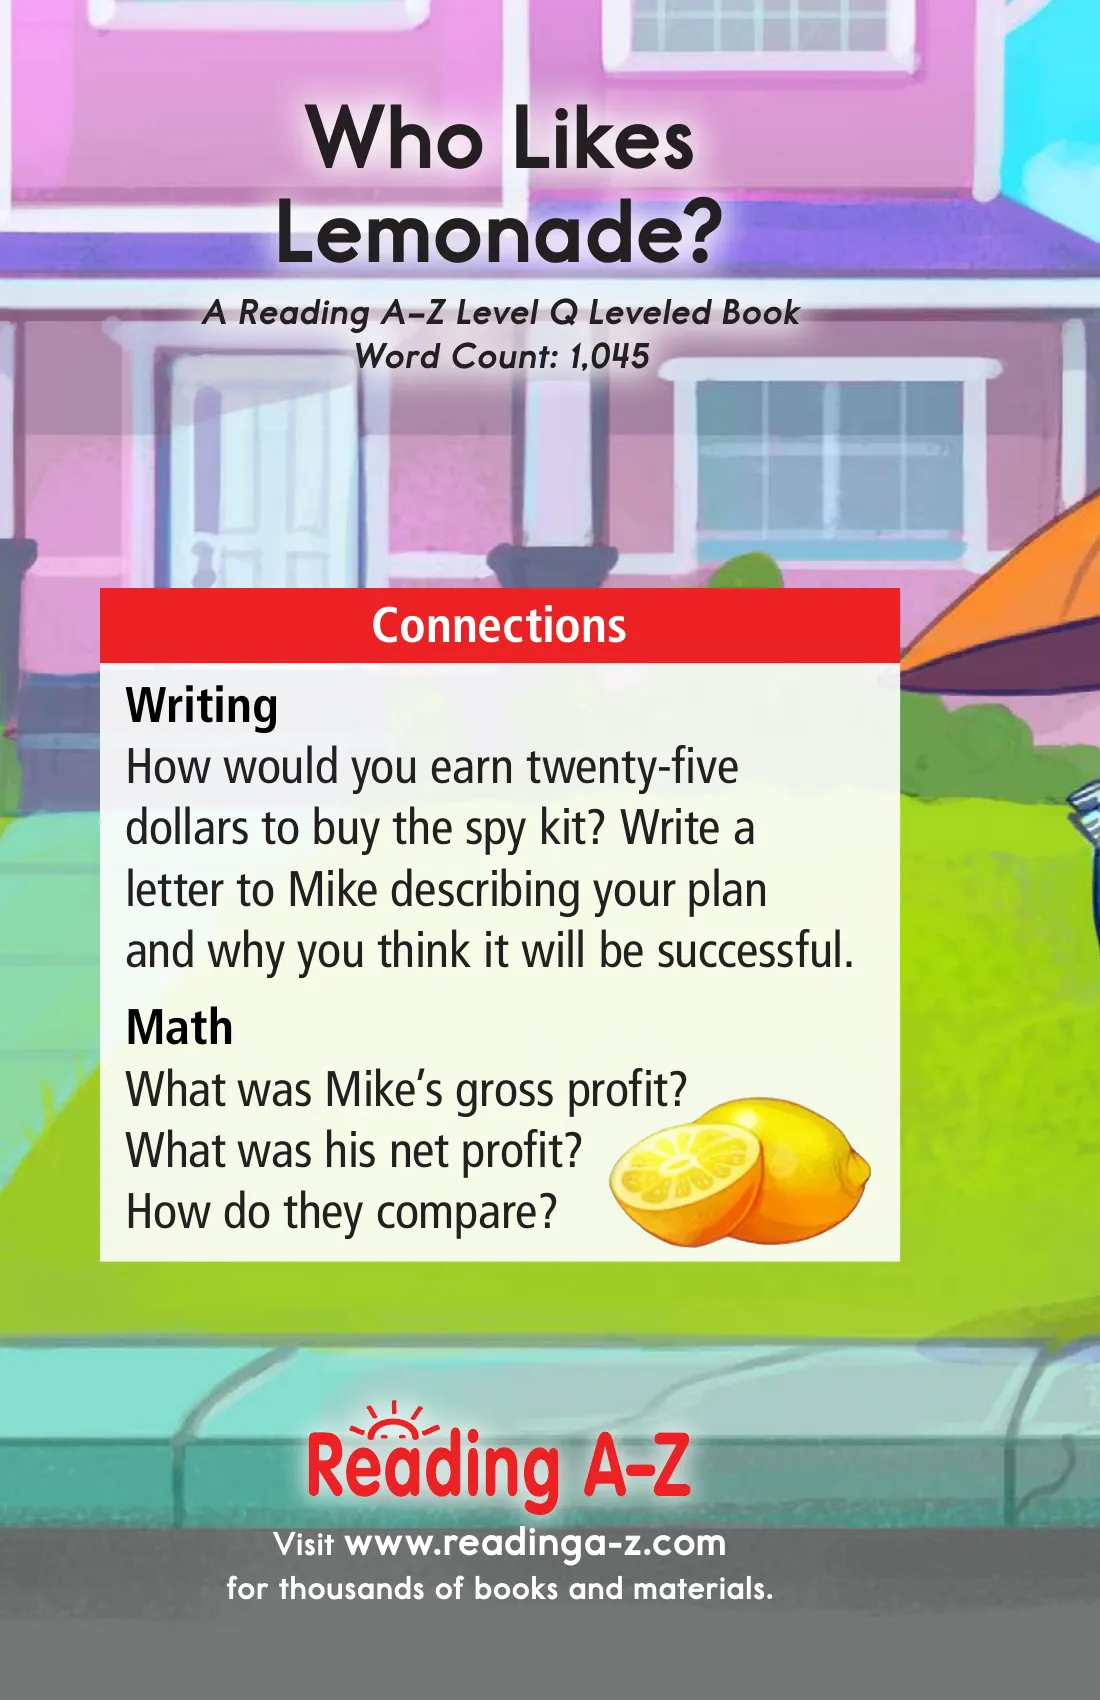 Who Likes
Lemonade?
A Reading A–Z Level Q Leveled Book
Word Count: 1,045
Connections
Writing
How would you earn twenty-five
dollars to buy the spy kit? Write a
letter to Mike describing your plan
and why you think it will be successful.
Math
What was Mike’s gross profit?
What was his net profit?
How do they compare?
Reading A–Z
Visit www.readinga-z.com
for thousands of books and materials.